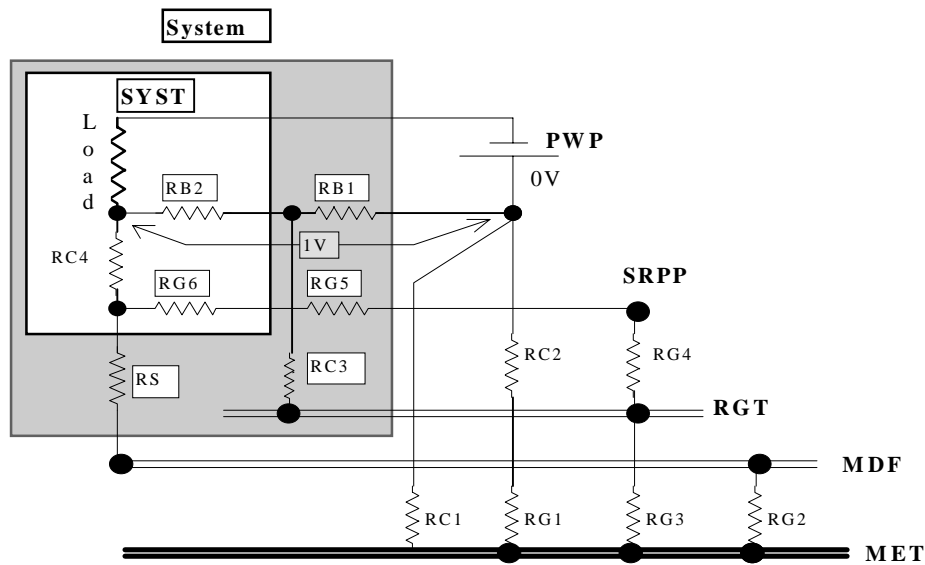 System
SYST
Load
PWP
0V
RB2
RB1
1V
RC4
RG6
RG5
SRPP
RS
RC3
RC2
RG4
RGT
MDF
RC1
RG1
RG3
RG2
MET